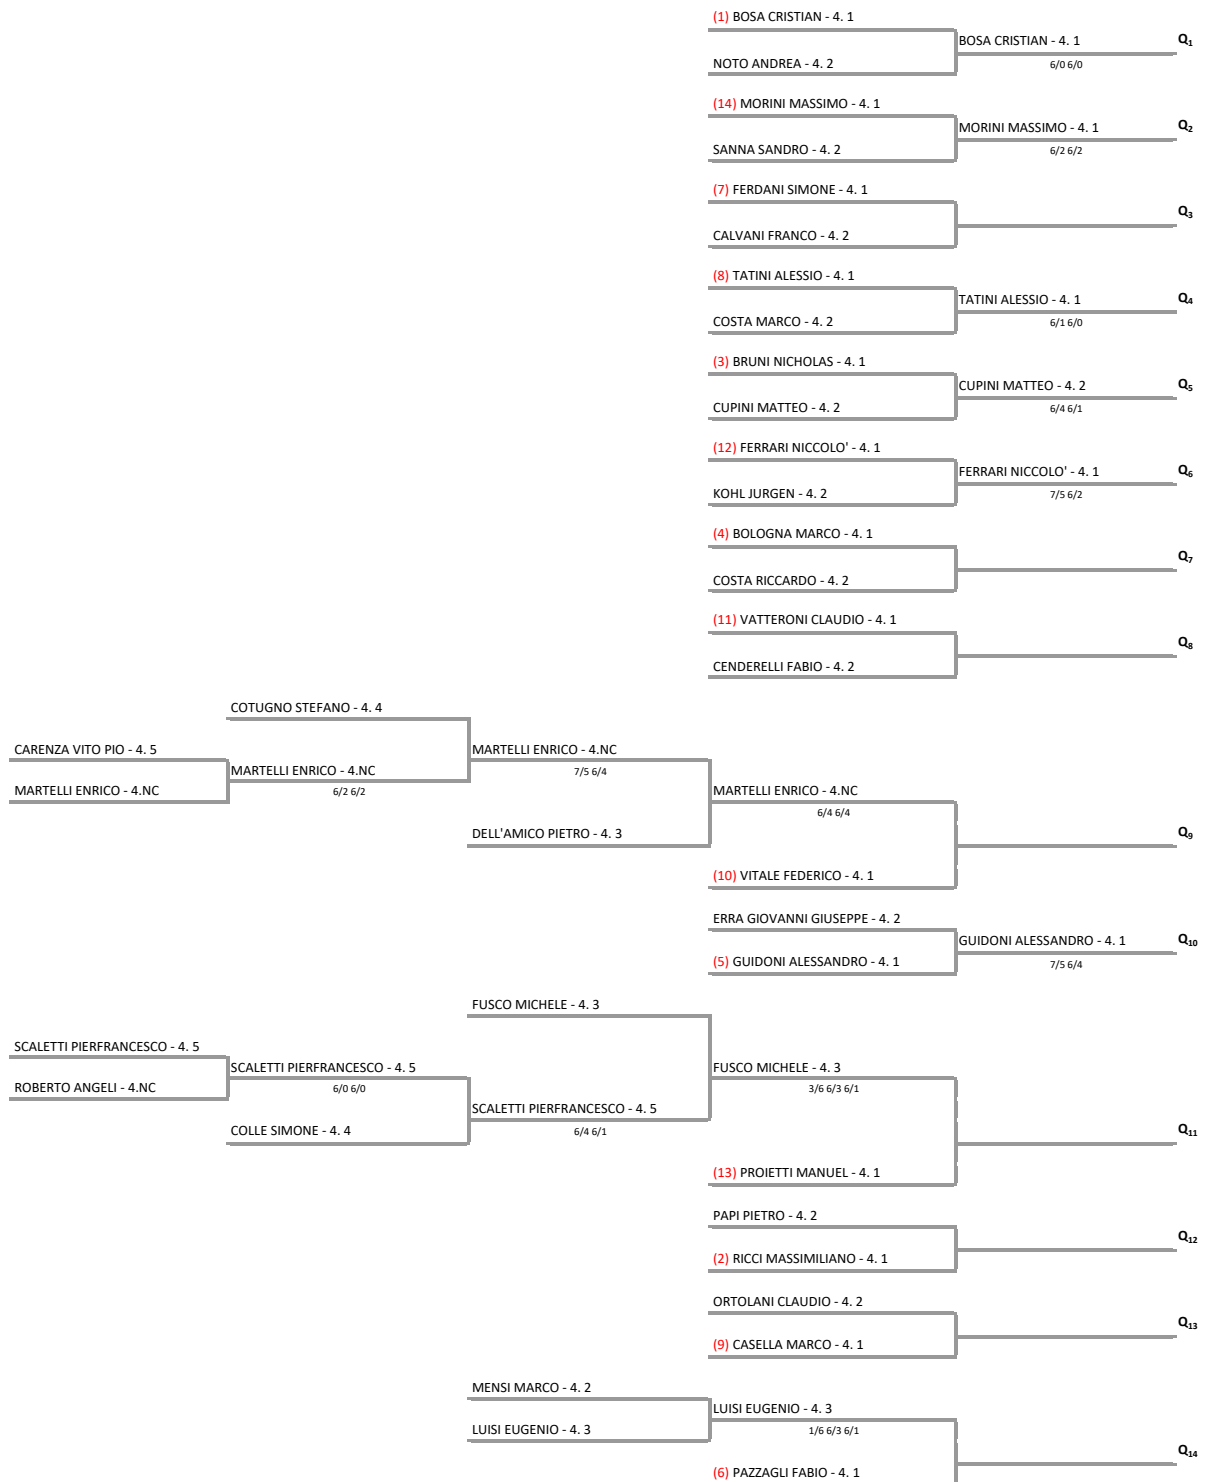 (1) BOSA CRISTIAN - 4. 1
BOSA CRISTIAN - 4. 1
Q₁
6/0 6/0
NOTO ANDREA - 4. 2
(14) MORINI MASSIMO - 4. 1
MORINI MASSIMO - 4. 1
Q₂
6/2 6/2
SANNA SANDRO - 4. 2
(7) FERDANI SIMONE - 4. 1
Q₃
CALVANI FRANCO - 4. 2
(8) TATINI ALESSIO - 4. 1
TATINI ALESSIO - 4. 1
Q₄
6/1 6/0
COSTA MARCO - 4. 2
(3) BRUNI NICHOLAS - 4. 1
CUPINI MATTEO - 4. 2
Q₅
6/4 6/1
CUPINI MATTEO - 4. 2
(12) FERRARI NICCOLO' - 4. 1
FERRARI NICCOLO' - 4. 1
Q₆
7/5 6/2
KOHL JURGEN - 4. 2
(4) BOLOGNA MARCO - 4. 1
Q₇
COSTA RICCARDO - 4. 2
(11) VATTERONI CLAUDIO - 4. 1
Q₈
CENDERELLI FABIO - 4. 2
COTUGNO STEFANO - 4. 4
CARENZA VITO PIO - 4. 5
MARTELLI ENRICO - 4.NC
MARTELLI ENRICO - 4.NC
7/5 6/4
MARTELLI ENRICO - 4.NC
6/2 6/2
MARTELLI ENRICO - 4.NC
MARTELLI ENRICO - 4.NC
6/4 6/4
DELL'AMICO PIETRO - 4. 3
Q₉
(10) VITALE FEDERICO - 4. 1
ERRA GIOVANNI GIUSEPPE - 4. 2
GUIDONI ALESSANDRO - 4. 1
Q₁₀
7/5 6/4
(5) GUIDONI ALESSANDRO - 4. 1
FUSCO MICHELE - 4. 3
SCALETTI PIERFRANCESCO - 4. 5
SCALETTI PIERFRANCESCO - 4. 5
6/0 6/0
FUSCO MICHELE - 4. 3
3/6 6/3 6/1
ROBERTO ANGELI - 4.NC
SCALETTI PIERFRANCESCO - 4. 5
6/4 6/1
COLLE SIMONE - 4. 4
Q₁₁
(13) PROIETTI MANUEL - 4. 1
PAPI PIETRO - 4. 2
Q₁₂
(2) RICCI MASSIMILIANO - 4. 1
ORTOLANI CLAUDIO - 4. 2
Q₁₃
(9) CASELLA MARCO - 4. 1
MENSI MARCO - 4. 2
LUISI EUGENIO - 4. 3
1/6 6/3 6/1
LUISI EUGENIO - 4. 3
Q₁₄
(6) PAZZAGLI FABIO - 4. 1